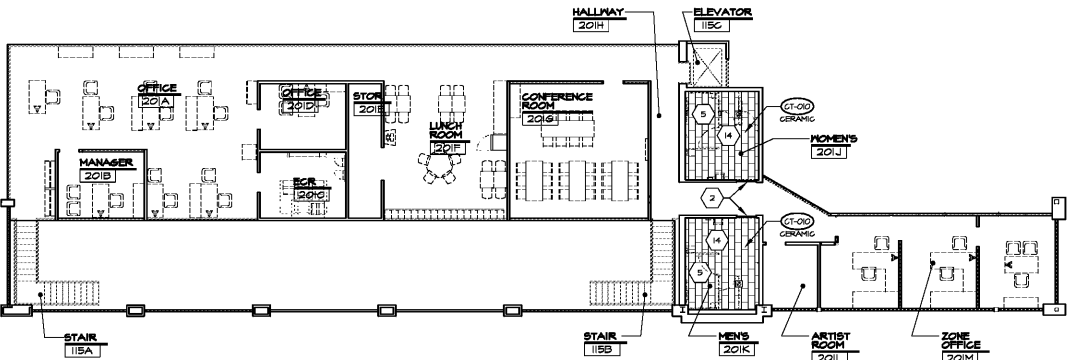 HALLWAY
201H
ELEVATOR
115C
OFFICE
201A
OFFICE
201D
STOR
201E
CONFERENCE
ROOM
201G
LUNCH
ROOM
201F
MANAGER
201B
ECR
201C
5
14
CT-010
CERAMIC
WOMEN'S
201J
2
14
5
CT-010
CERAMIC
STAIR
115A
STAIR
115B
MEN'S
201K
ARTIST
ROOM
201L
ZONE
OFFICE
201M